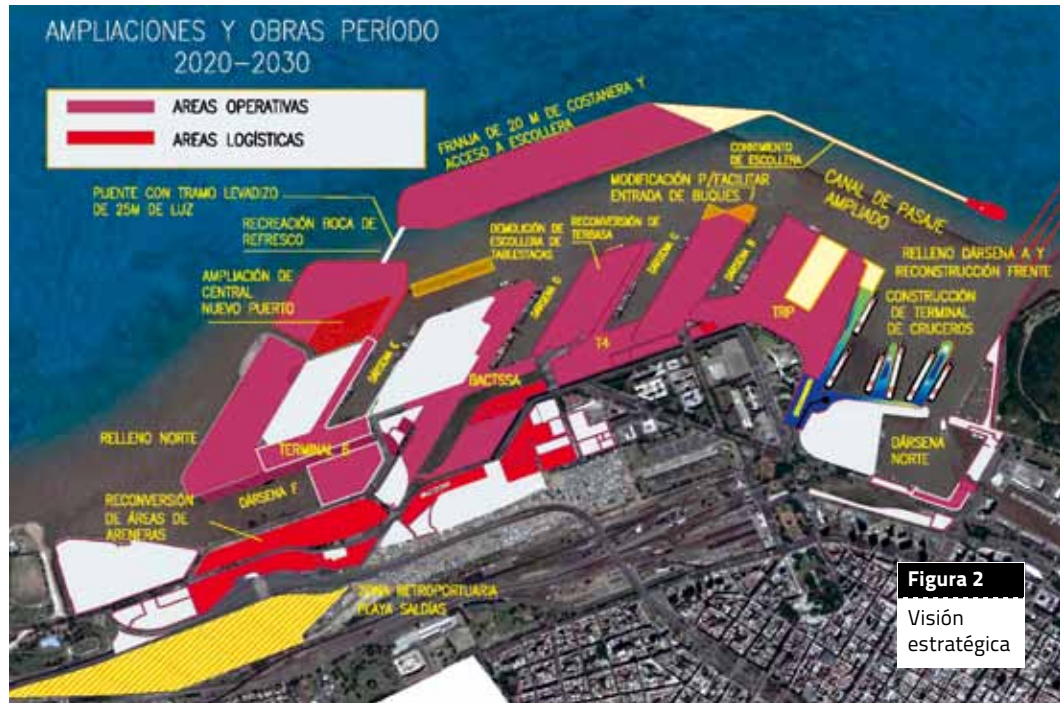 AMPLIACIONES Y OBRAS PERÍODO
2020-2030
AREAS OPERATIVAS
AREAS LOGÍSTICAS
FRANJA DE 20 M DE COSTANERA Y
ACCESO A ESCOLLERA
PUENTE CON TRAMO LEVADIZO
DE 25M DE LUZ
RECREACIÓN BOCA DE
REFRESCO
AMPLIACIÓN DE
CENTRAL
NUEVO PUERTO
DEMOLICIÓN DE
ESCOLLERA DE
TABLESTACAS
RECONVERSIÓN DE
TERBASA
MODIFICACIÓN P/FACILITAR
ENTRADA DE BUQUES
CORRIMIENTO
DE ESCOLLERA
CANAL DE PASAJE
AMPLIADO
RELLENO DÁRSENA A Y
RECONSTRUCCIÓN FRENTE
CONSTRUCCIÓN
DE TERMINAL
DE CRUCEROS
DÁRSENA B
DÁRSENA C
DÁRSENA D
DÁRSENA E
TRP
T4
BACTSSA
TERMINAL 6
RELLENO NORTE
DÁRSENA F
DÁRSENA
NORTE
RECONVERSIÓN
DE ÁREAS DE
ARENERAS
ZONA RETROPORTUARIA
PLAYA SALDÍAS
Figura 2
Visión
estratégica